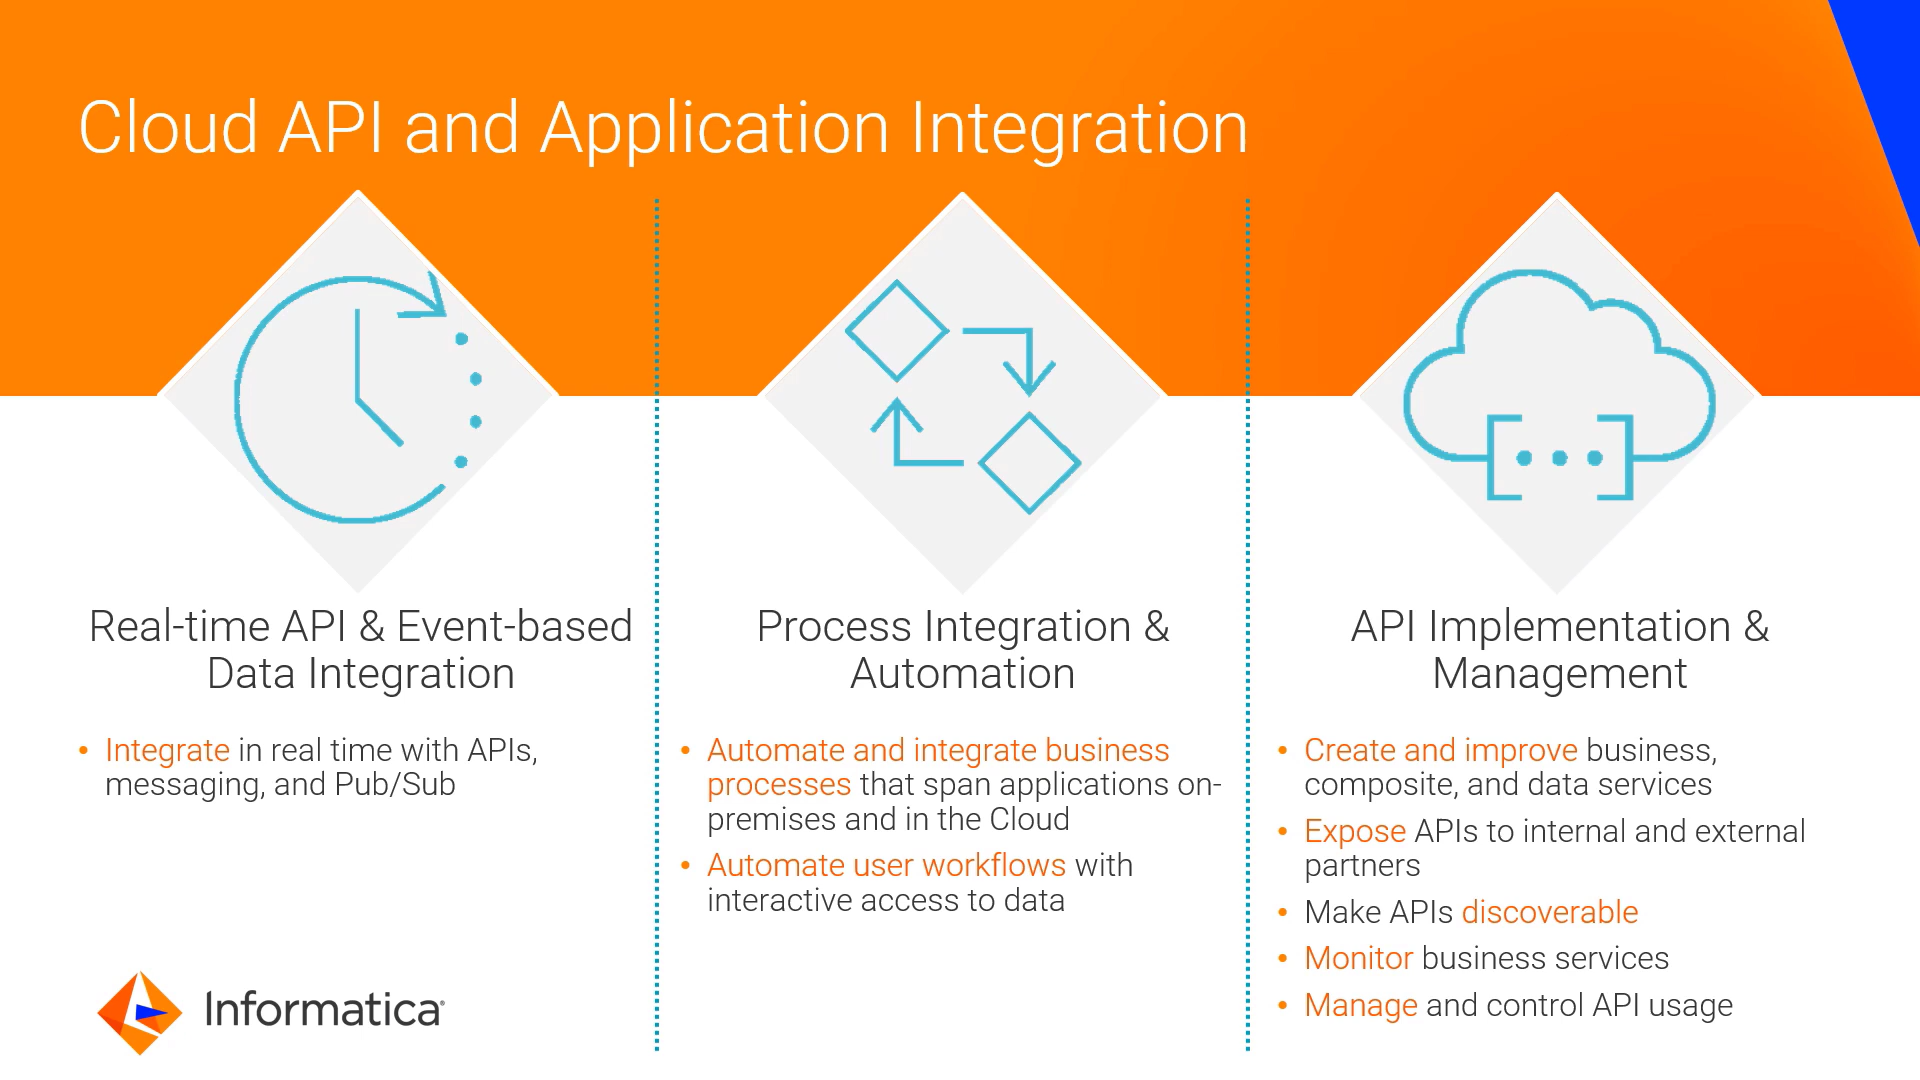 Cloud API and Application Integration
Real-time API & Event-based
Data Integration
• Integrate in real time with APIs,
messaging, and Pub/Sub
Process Integration &
Automation
• Automate and integrate business
processes that span applications on-
premises and in the Cloud
• Automate user workflows with
interactive access to data
API Implementation &
Management
• Create and improve business,
composite, and data services
• Expose APIs to internal and external
partners
• Make APIs discoverable
• Monitor business services
• Manage and control API usage
Informatica®